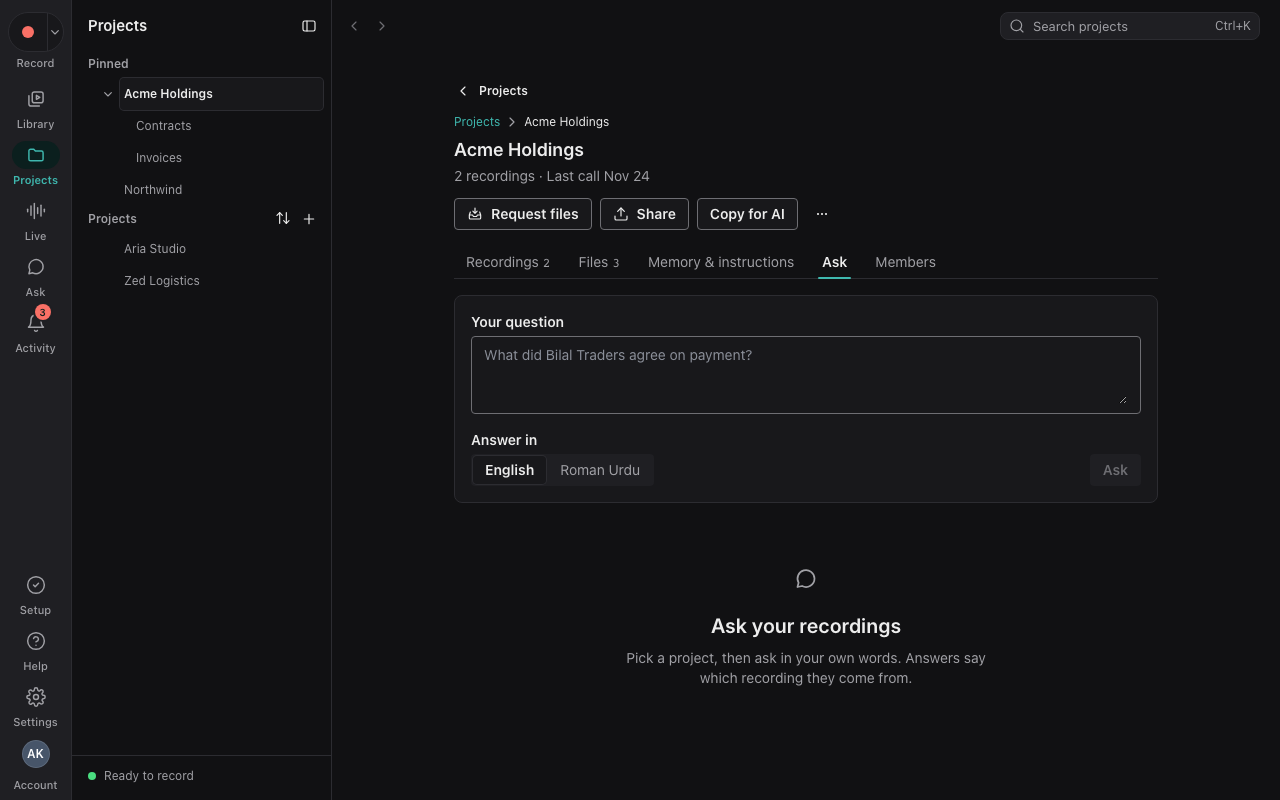 Record
Library
Projects
Live
Ask
3
Activity
Setup
Help
Settings
AK
Account
Projects
Pinned
Acme Holdings
Contracts
Invoices
Northwind
Projects
Aria Studio
Zed Logistics
Ready to record
Search projects Ctrl+K
Projects
Projects > Acme Holdings
Acme Holdings
2 recordings · Last call Nov 24
Request files Share Copy for AI ...
Recordings 2 Files 3 Memory & instructions Ask Members
Your question
What did Bilal Traders agree on payment?
Answer in
English Roman Urdu Ask
Ask your recordings
Pick a project, then ask in your own words. Answers say
which recording they come from.